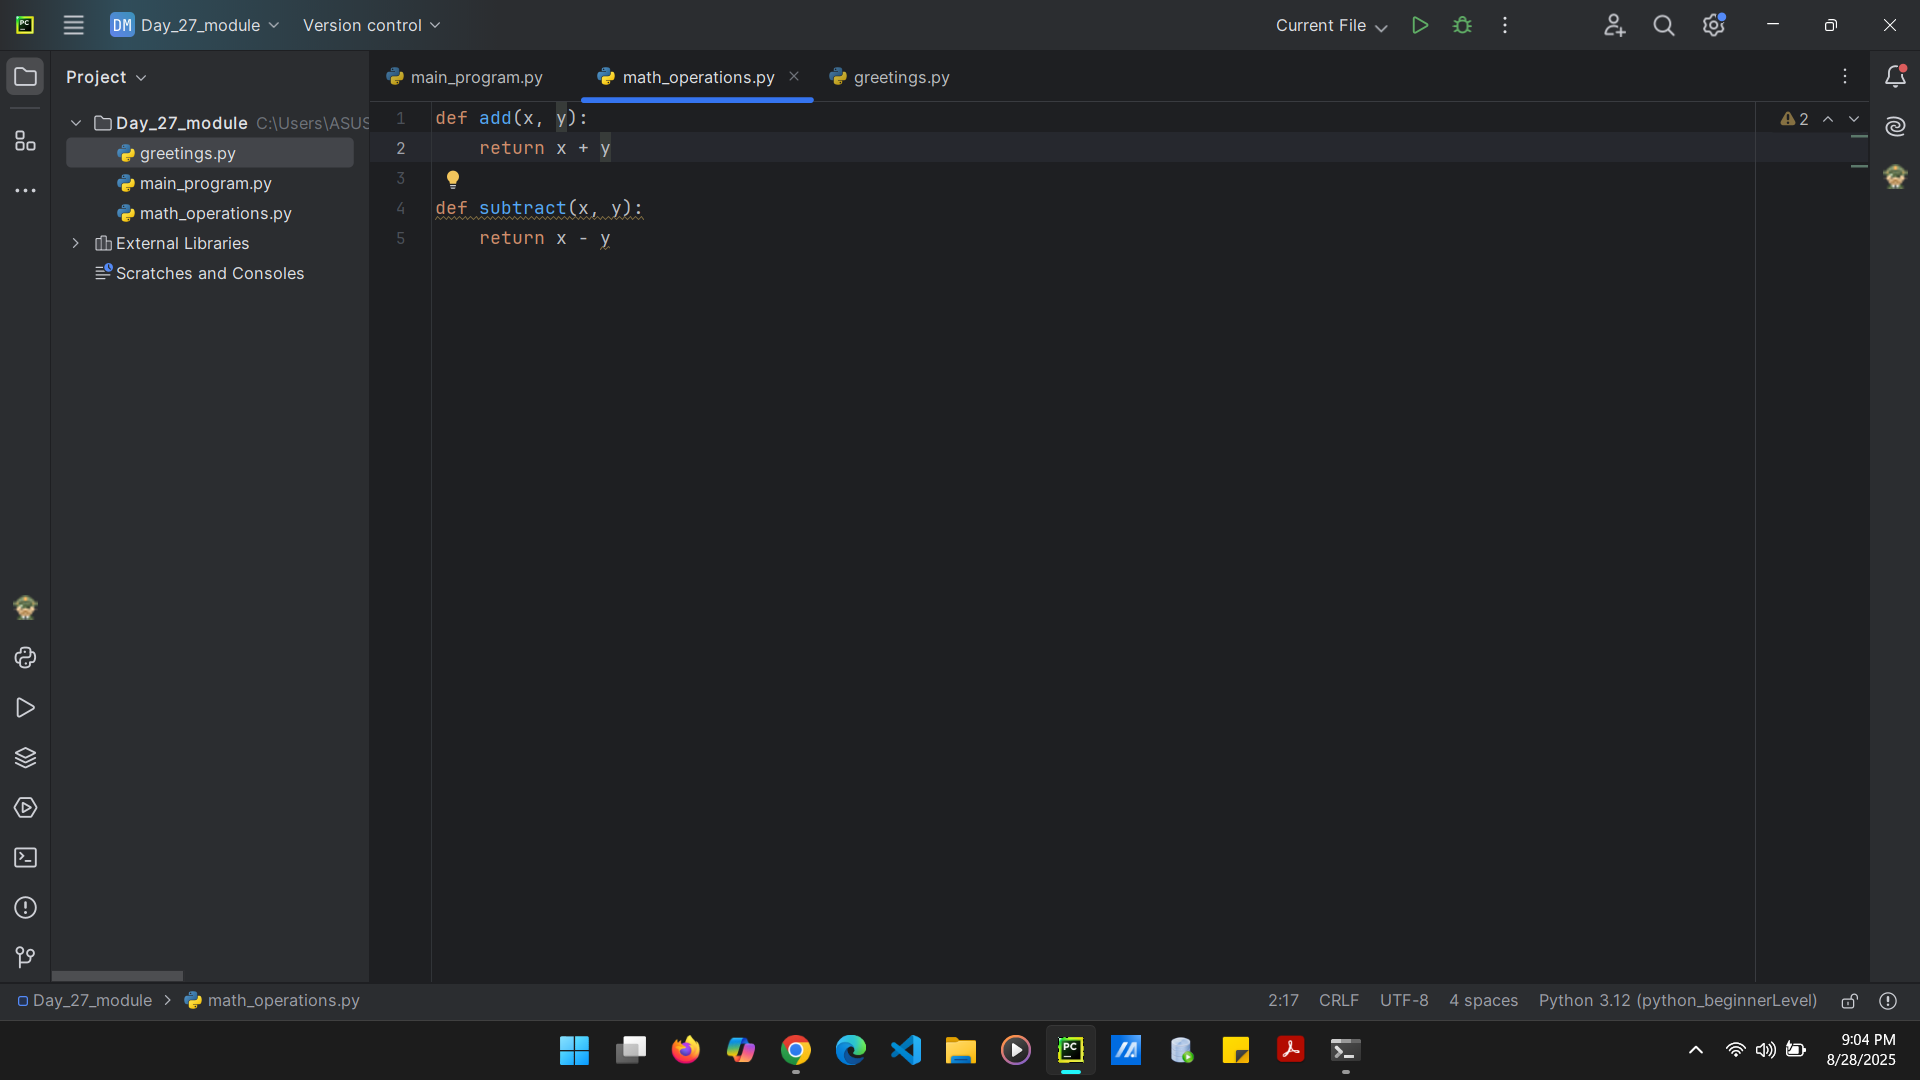 DM Day_27_module Version control Current File
Project
main_program.py math_operations.py greetings.py
Day_27_module C:\Users\ASUS
greetings.py
main_program.py
math_operations.py
External Libraries
Scratches and Consoles
1 def add(x, y):
2 return x + y
3
4 def subtract(x, y):
5 return x - y
2
Day_27_module > math_operations.py 2:17 CRLF UTF-8 4 spaces Python 3.12 (python_beginnerLevel)
PC
9:04 PM
8/28/2025